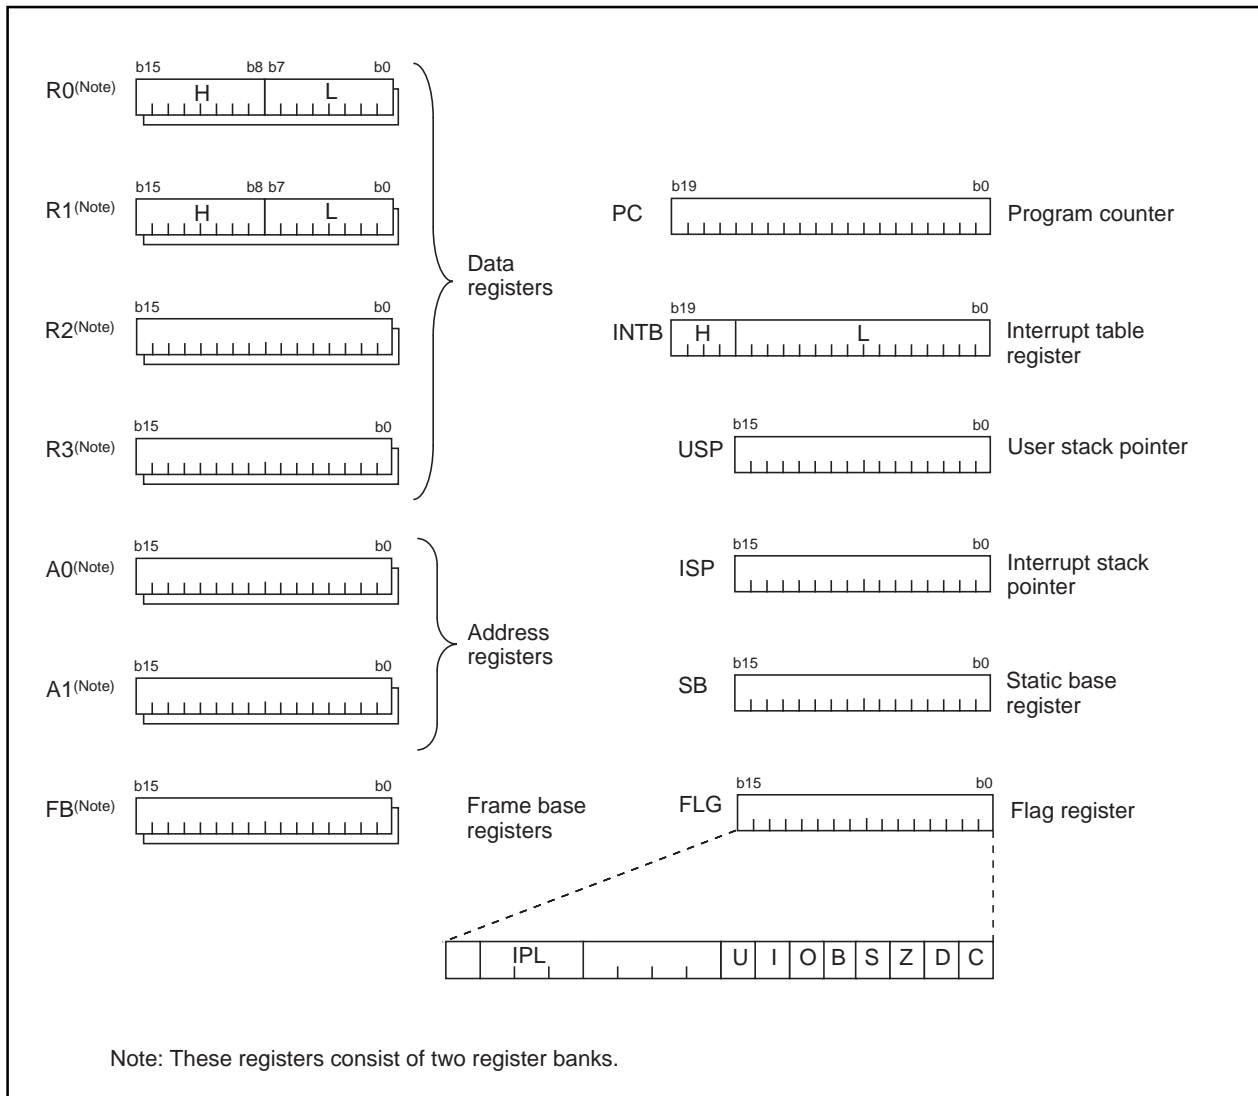 b15 b8 b7 b0
R0(Note) H L
b15 b8 b7 b0
R1(Note) H L
b15 b0
R2(Note)
b15 b0
R3(Note)
Data
registers
b15 b0
A0(Note)
b15 b0
A1(Note)
Address
registers
b15 b0
FB(Note)
Frame base
registers
b19 b0
PC Program counter
b19 b0
INTB H L Interrupt table
register
b15 b0
USP User stack pointer
b15 b0
ISP Interrupt stack
pointer
b15 b0
SB Static base
register
b15 b0
FLG Flag register
IPL U I O B S Z D C
Note: These registers consist of two register banks.